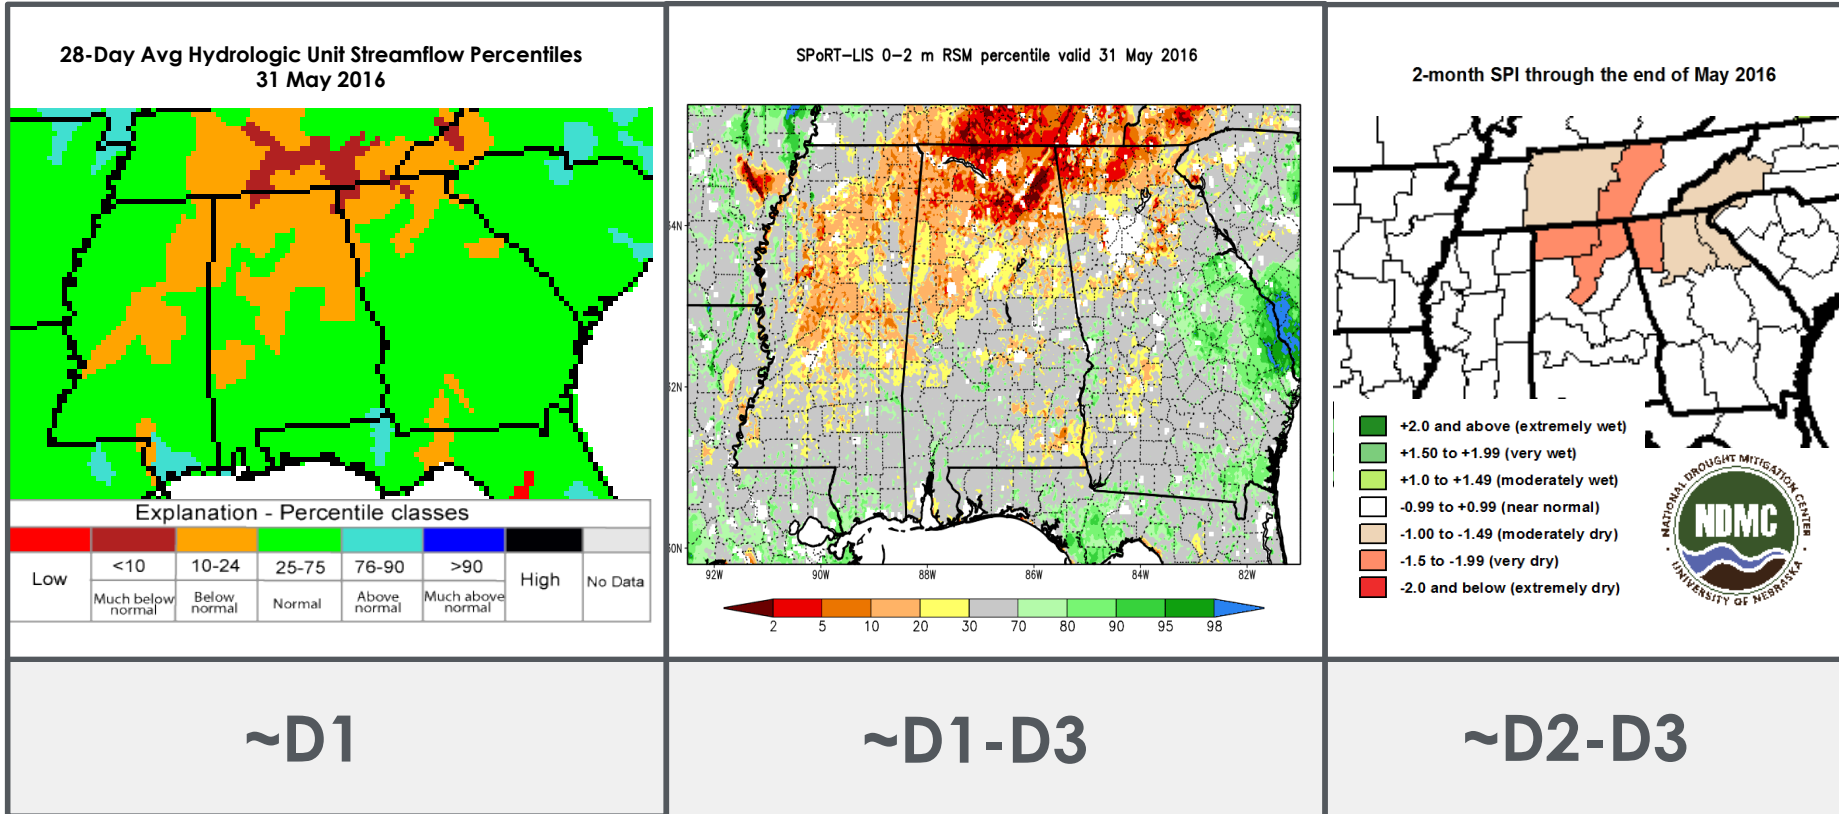 28-Day Avg Hydrologic Unit Streamflow Percentiles
31 May 2016
Explanation - Percentile classes
Low
<10
10-24
25-75
76-90
>90
High
No Data
Much below normal
Below normal
Normal
Above normal
Much above normal
SPoRT-LIS 0-2 m RSM percentile valid 31 May 2016
34N
32N
30N
92W 90W 88W 86W 84W 82W
2 5 10 20 30 70 80 90 95 98
2-month SPI through the end of May 2016
+2.0 and above (extremely wet)
+1.50 to +1.99 (very wet)
+1.0 to +1.49 (moderately wet)
-0.99 to +0.99 (near normal)
-1.00 to -1.49 (moderately dry)
-1.5 to -1.99 (very dry)
-2.0 and below (extremely dry)
NATIONAL DROUGHT MITIGATION CENTER
NDMC
UNIVERSITY OF NEBRASKA
~D1
~D1-D3
~D2-D3